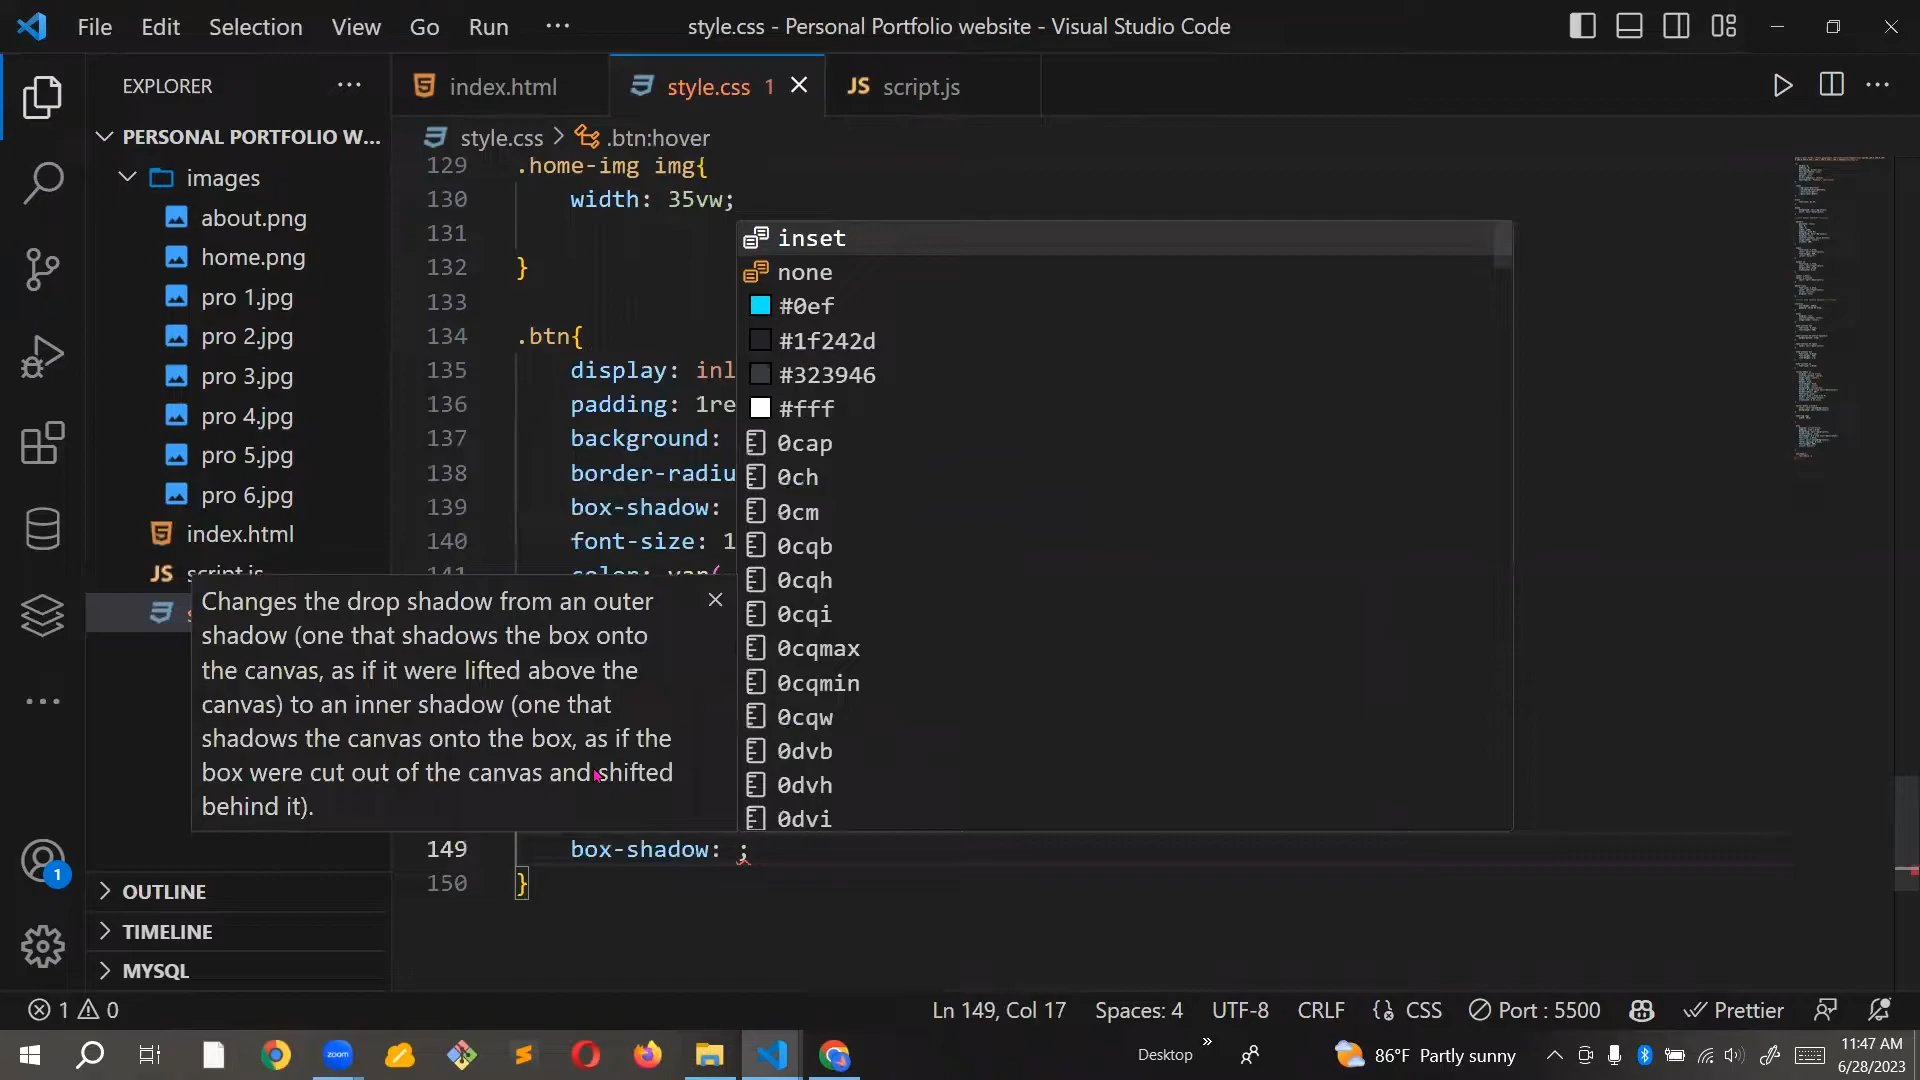 File Edit Selection View Go Run ··· style.css - Personal Portfolio website - Visual Studio Code
EXPLORER ···
PERSONAL PORTFOLIO W...
images
about.png
home.png
pro 1.jpg
pro 2.jpg
pro 3.jpg
pro 4.jpg
pro 5.jpg
pro 6.jpg
index.html
JS script.js
OUTLINE
TIMELINE
MYSQL
index.html style.css 1 JS script.js
style.css > .btn:hover
129 .home-img img{
130 width: 35vw;
131
132 }
133
134 .btn{
135 display: inl
136 padding: 1re
137 background:
138 border-radiu
139 box-shadow:
140 font-size: 1
141 color: var(
149 box-shadow: ;
150 }
inset
none
#0ef
#1f242d
#323946
#fff
0cap
0ch
0cm
0cqb
0cqh
0cqi
0cqmax
0cqmin
0cqw
0dvb
0dvh
0dvi
Changes the drop shadow from an outer
shadow (one that shadows the box onto
the canvas, as if it were lifted above the
canvas) to an inner shadow (one that
shadows the canvas onto the box, as if the
box were cut out of the canvas and shifted
behind it).
1
1 0 Ln 149, Col 17 Spaces: 4 UTF-8 CRLF CSS Port : 5500 Prettier
zoom Desktop 86°F Partly sunny 11:47 AM
6/28/2023